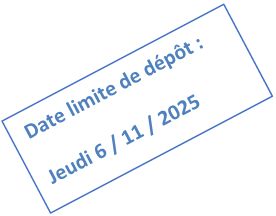 Date limite de dépôt :
Jeudi 6 / 11 / 2025